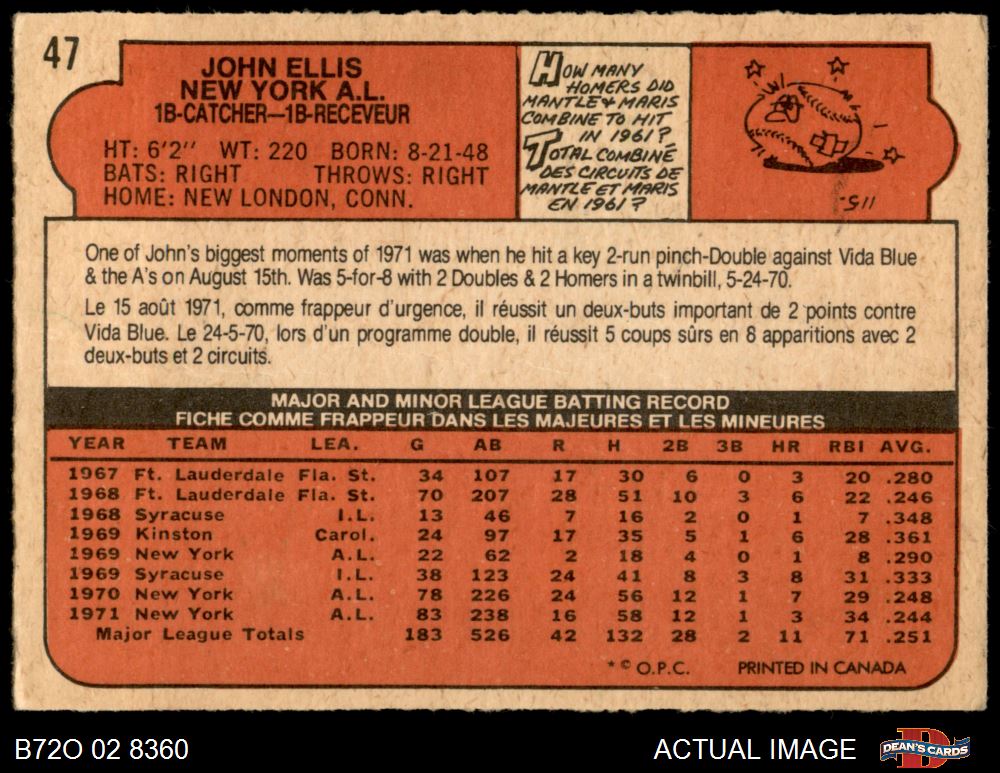 47
JOHN ELLIS
NEW YORK A.L.
1B-CATCHER—1B-RECEVEUR
HT: 6'2'' WT: 220 BORN: 8-21-48
BATS: RIGHT THROWS: RIGHT
HOME: NEW LONDON, CONN.
HOW MANY
HOMERS DID
MANTLE & MARIS
COMBINE TO HIT
IN 1961?
TOTAL COMBINÉ
DES CIRCUITS DE
MANTLE ET MARIS
EN 1961?
115-
One of John's biggest moments of 1971 was when he hit a key 2-run pinch-Double against Vida Blue
& the A's on August 15th. Was 5-for-8 with 2 Doubles & 2 Homers in a twinbill, 5-24-70.
Le 15 août 1971, comme frappeur d'urgence, il réussit un deux-buts important de 2 points contre
Vida Blue. Le 24-5-70, lors d'un programme double, il réussit 5 coups sûrs en 8 apparitions avec 2
deux-buts et 2 circuits.
MAJOR AND MINOR LEAGUE BATTING RECORD
FICHE COMME FRAPPEUR DANS LES MAJEURES ET LES MINEURES
YEAR TEAM LEA. G AB R H 2B 3B HR RBI AVG.
1967 Ft. Lauderdale Fla. St. 34 107 17 30 6 0 3 20 .280
1968 Ft. Lauderdale Fla. St. 70 207 28 51 10 3 6 22 .246
1968 Syracuse I.L. 13 46 7 16 2 0 1 7 .348
1969 Kinston Carol. 24 97 17 35 5 1 6 28 .361
1969 New York A.L. 22 62 2 18 4 0 1 8 .290
1969 Syracuse I.L. 38 123 24 41 8 3 8 31 .333
1970 New York A.L. 78 226 24 56 12 1 7 29 .248
1971 New York A.L. 83 238 16 58 12 1 3 34 .244
Major League Totals 183 526 42 132 28 2 11 71 .251
* © O.P.C. PRINTED IN CANADA
B72O 02 8360
ACTUAL IMAGE
DEAN'S CARDS